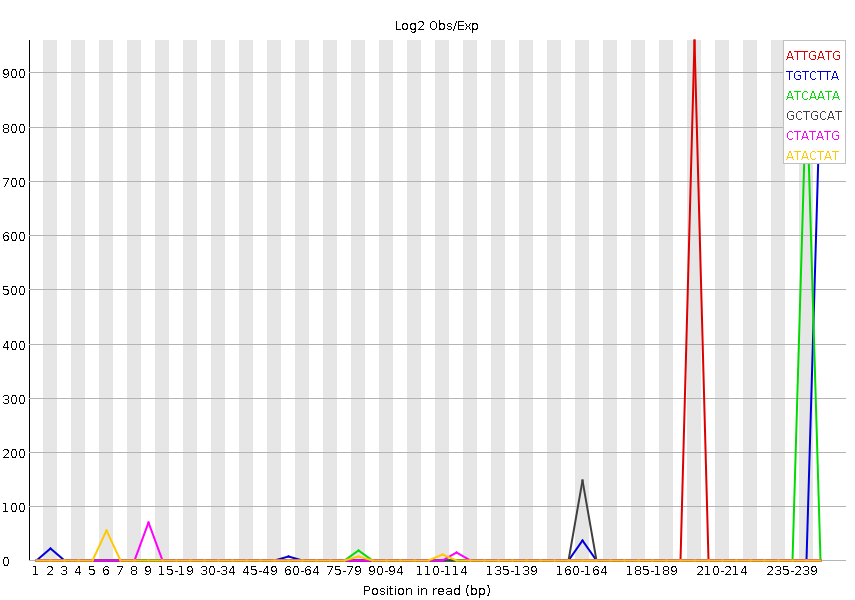 Log2 Obs/Exp
900
800
700
600
500
400
300
200
100
0
ATTGATG
TGTCTTA
ATCAATA
GCTGCAT
CTATATG
ATACTAT
1 2 3 4 5 6 7 8 9 15-19 30-34 45-49 60-64 75-79 90-94 110-114 135-139 160-164 185-189 210-214 235-239
Position in read (bp)